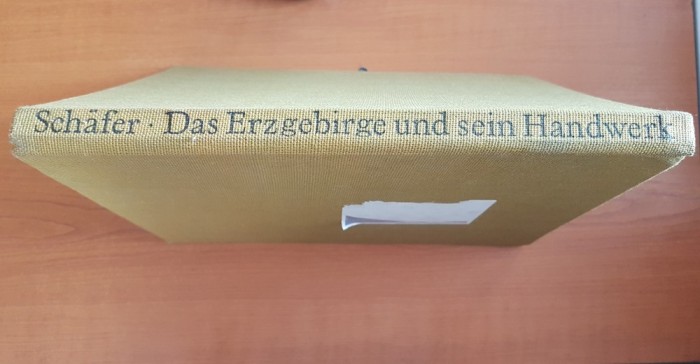 Schäfer · Das Erzgebirge und sein Handwerk